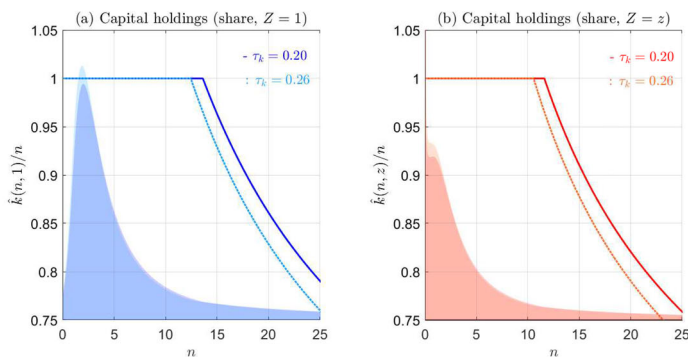 (a) Capital holdings (share, Z = 1)
1.05
1
0.95
0.9
0.85
0.8
0.75
k̂(n, 1)/n
- τₖ = 0.20
: τₖ = 0.26
0 5 10 15 20 25
n
(b) Capital holdings (share, Z = z)
1.05
1
0.95
0.9
0.85
0.8
0.75
k̂(n, z)/n
- τₖ = 0.20
: τₖ = 0.26
0 5 10 15 20 25
n